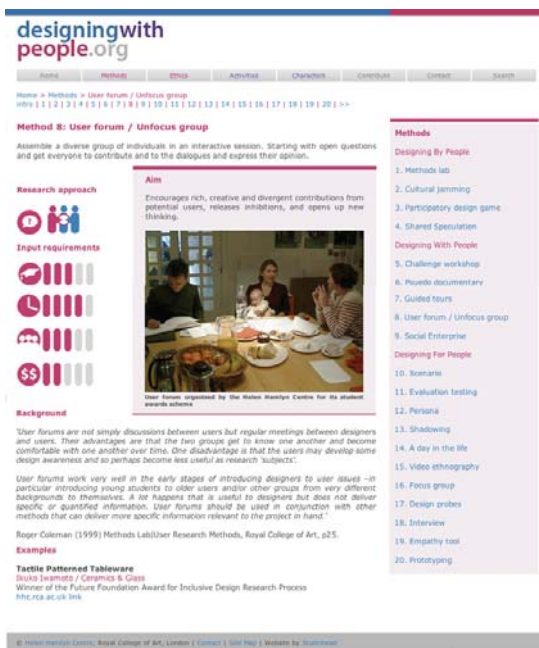 designingwith
people.org
Home Methods Ethics Activities Characters Contribute Contact Search
Home > Methods > User forum / Unfocus group
intro | 1 | 2 | 3 | 4 | 5 | 6 | 7 | 8 | 9 | 10 | 11 | 12 | 13 | 14 | 15 | 16 | 17 | 18 | 19 | 20 | >>
Method 8: User forum / Unfocus group
Assemble a diverse group of individuals in an interactive session. Starting with open questions
and get everyone to contribute and to the dialogues and express their opinion.
Research approach
Input requirements
$$
Aim
Encourages rich, creative and divergent contributions from
potential users, releases inhibitions, and opens up new
thinking.
User forum organised by the Helen Hamlyn Centre for its student
awards scheme
Background
'User forums are not simply discussions between users but regular meetings between designers
and users. Their advantages are that the two groups get to know one another and become
comfortable with one another over time. One disadvantage is that the users may develop some
design awareness and so perhaps become less useful as research 'subjects'.
User forums work very well in the early stages of introducing designers to user issues –in
particular introducing young students to older users and/or other groups from very different
backgrounds to themselves. A lot happens that is useful to designers but does not deliver
specific or quantified information. User forums should be used in conjunction with other
methods that can deliver more specific information relevant to the project in hand.'
Roger Coleman (1999) Methods Lab|User Research Methods, Royal College of Art, p25.
Examples
Tactile Patterned Tableware
Ikuko Iwamoto / Ceramics & Glass
Winner of the Future Foundation Award for Inclusive Design Research Process
hhc.rca.ac.uk link
Methods
Designing By People
1. Methods lab
2. Cultural jamming
3. Participatory design game
4. Shared Speculation
Designing With People
5. Challenge workshop
6. Psuedo documentary
7. Guided tours
8. User forum / Unfocus group
9. Social Enterprise
Designing For People
10. Scenario
11. Evaluation testing
12. Persona
13. Shadowing
14. A day in the life
15. Video ethnography
16. Focus group
17. Design probes
18. Interview
19. Empathy tool
20. Prototyping
© Helen Hamlyn Centre, Royal College of Art, London | Contact | Site Map | Website by